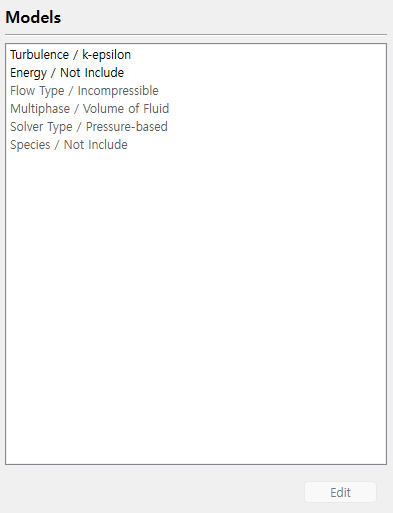 Models
Turbulence / k-epsilon
Energy / Not Include
Flow Type / Incompressible
Multiphase / Volume of Fluid
Solver Type / Pressure-based
Species / Not Include
Edit